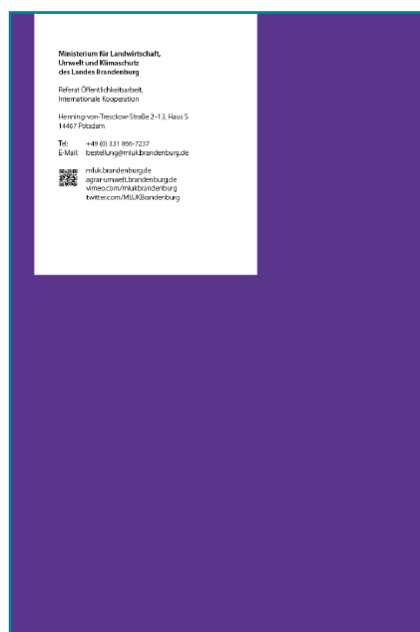 Ministerium für Landwirtschaft,
Umwelt und Klimaschutz
des Landes Brandenburg
Referat Öffentlichkeitsarbeit,
Internationale Kooperation
Henning-von-Tresckow-Straße 2–13, Haus S
14467 Potsdam
Tel: +49 (0) 331 866-7237
E-Mail: bestellung@mluk.brandenburg.de
mluk.brandenburg.de
agrar-umwelt.brandenburg.de
vimeo.com/mlukbrandenburg
twitter.com/MLUKBrandenburg